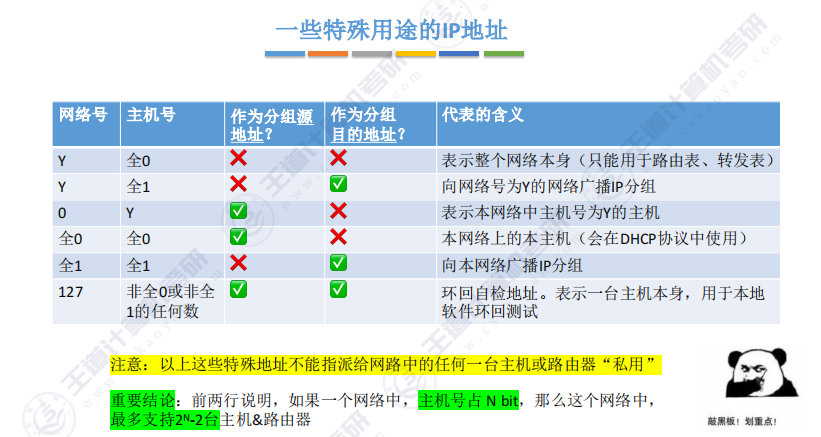 一些特殊用途的IP地址
网络号 主机号 作为分组源地址？ 作为分组目的地址？ 代表的含义
Y 全0 ❌ ❌ 表示整个网络本身（只能用于路由表、转发表）
Y 全1 ❌ ✅ 向网络号为Y的网络广播IP分组
0 Y ✅ ❌ 表示本网络中主机号为Y的主机
全0 全0 ✅ ❌ 本网络上的本主机（会在DHCP协议中使用）
全1 全1 ❌ ✅ 向本网络广播IP分组
127 非全0或非全1的任何数 ✅ ✅ 环回自检地址。表示一台主机本身，用于本地软件环回测试
注意：以上这些特殊地址不能指派给网路中的任何一台主机或路由器“私用”
重要结论：前两行说明，如果一个网络中，主机号占 N bit，那么这个网络中，
最多支持2ᴺ-2台主机&路由器
敲黑板！划重点！
王道计算机考研